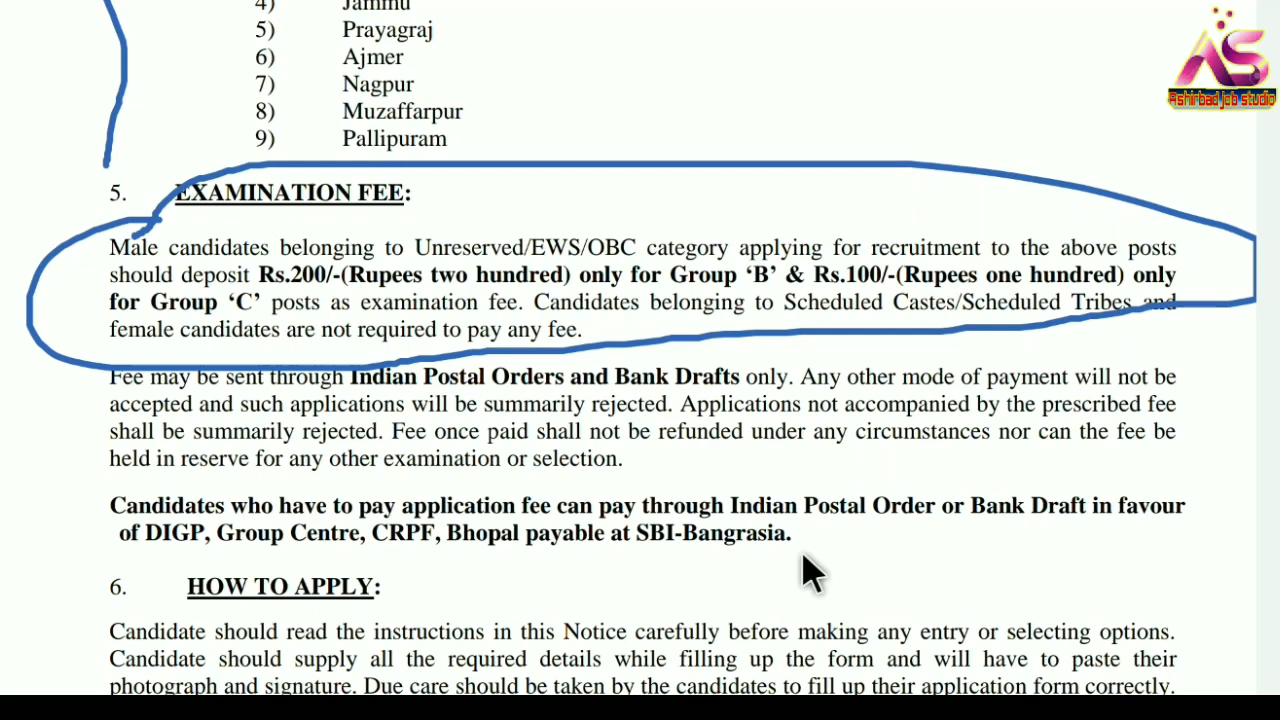 4) Jammu
5) Prayagraj
6) Ajmer
7) Nagpur
8) Muzaffarpur
9) Pallipuram
AS
Ashirbad job studio
5. EXAMINATION FEE:
Male candidates belonging to Unreserved/EWS/OBC category applying for recruitment to the above posts
should deposit Rs.200/-(Rupees two hundred) only for Group ‘B’ & Rs.100/-(Rupees one hundred) only
for Group ‘C’ posts as examination fee. Candidates belonging to Scheduled Castes/Scheduled Tribes and
female candidates are not required to pay any fee.
Fee may be sent through Indian Postal Orders and Bank Drafts only. Any other mode of payment will not be
accepted and such applications will be summarily rejected. Applications not accompanied by the prescribed fee
shall be summarily rejected. Fee once paid shall not be refunded under any circumstances nor can the fee be
held in reserve for any other examination or selection.
Candidates who have to pay application fee can pay through Indian Postal Order or Bank Draft in favour
of DIGP, Group Centre, CRPF, Bhopal payable at SBI-Bangrasia.
6. HOW TO APPLY:
Candidate should read the instructions in this Notice carefully before making any entry or selecting options.
Candidate should supply all the required details while filling up the form and will have to paste their
photograph and signature. Due care should be taken by the candidates to fill up their application form correctly.